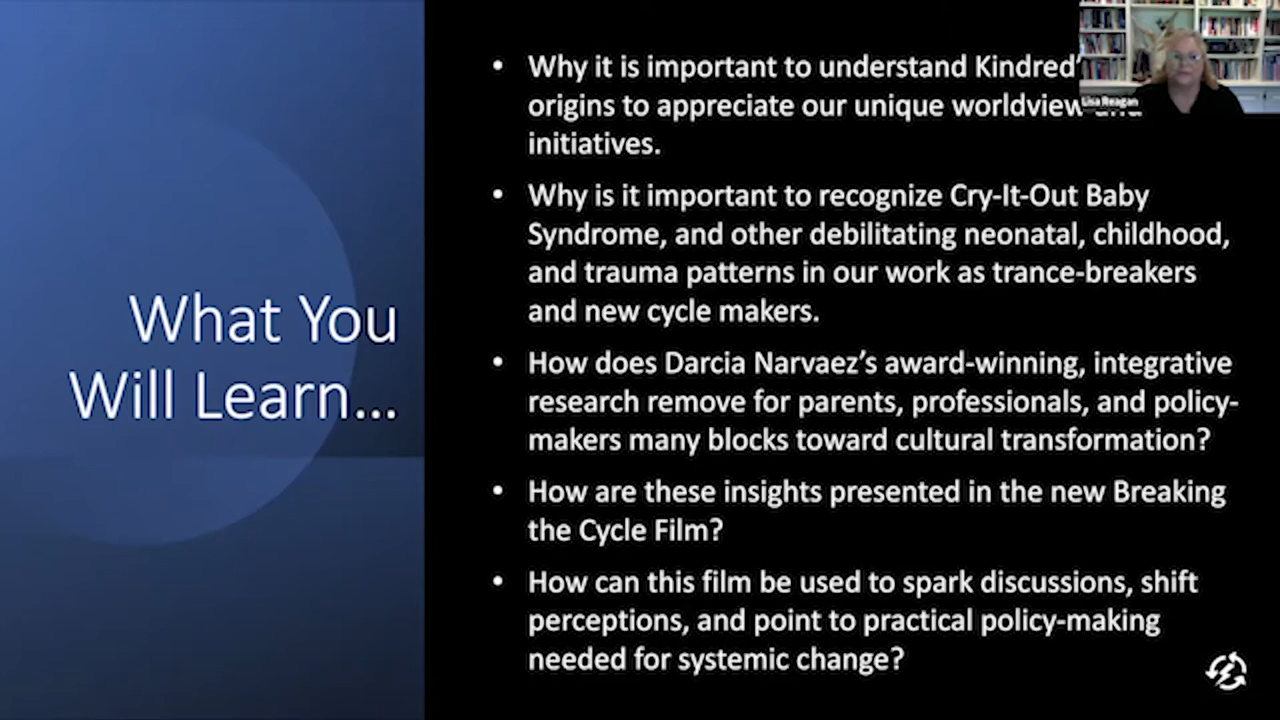 What You
Will Learn...
• Why it is important to understand Kindred'
origins to appreciate our unique worldview and
initiatives.
• Why is it important to recognize Cry-It-Out Baby
Syndrome, and other debilitating neonatal, childhood,
and trauma patterns in our work as trance-breakers
and new cycle makers.
• How does Darcia Narvaez’s award-winning, integrative
research remove for parents, professionals, and policy-
makers many blocks toward cultural transformation?
• How are these insights presented in the new Breaking
the Cycle Film?
• How can this film be used to spark discussions, shift
perceptions, and point to practical policy-making
needed for systemic change?
Lisa Reagan